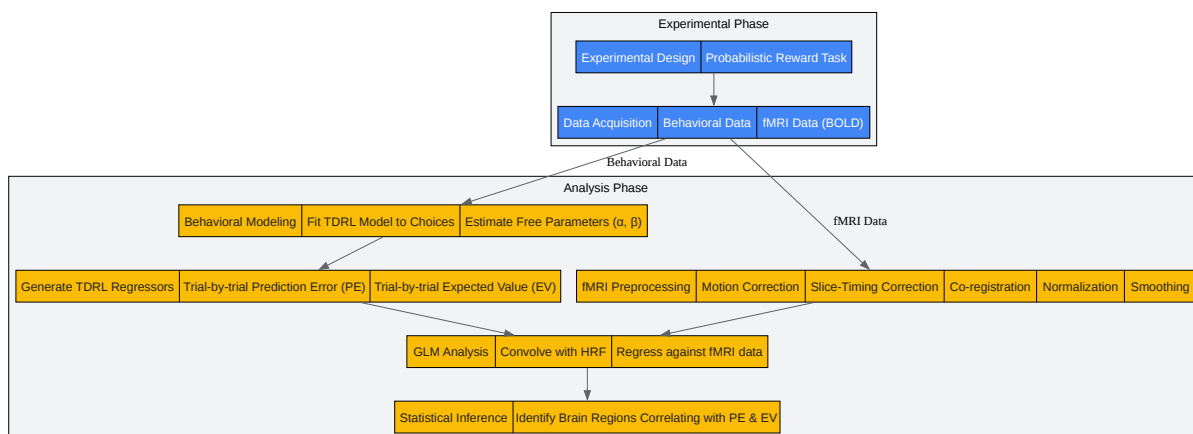 Experimental Phase
Experimental Design Probabilistic Reward Task
Data Acquisition Behavioral Data fMRI Data (BOLD)
Behavioral Data
Analysis Phase
Behavioral Modeling Fit TDRL Model to Choices Estimate Free Parameters (α, β)
fMRI Data
Generate TDRL Regressors Trial-by-trial Prediction Error (PE) Trial-by-trial Expected Value (EV)
fMRI Preprocessing Motion Correction Slice-Timing Correction Co-registration Normalization Smoothing
GLM Analysis Convolve with HRF Regress against fMRI data
Statistical Inference Identify Brain Regions Correlating with PE & EV